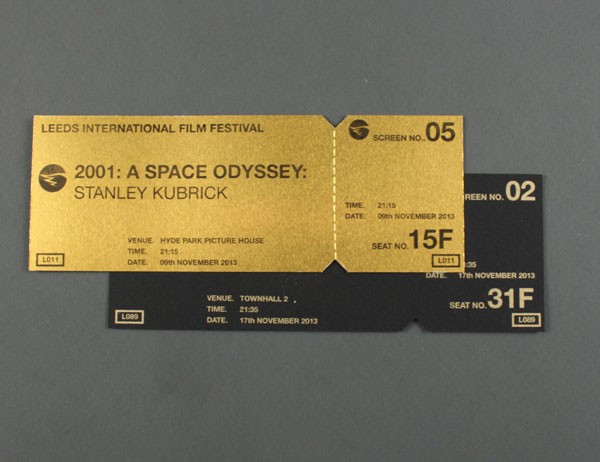 LEEDS INTERNATIONAL FILM FESTIVAL
2001: A SPACE ODYSSEY:
STANLEY KUBRICK
VENUE. HYDE PARK PICTURE HOUSE
TIME. 21:15
DATE. 09th NOVEMBER 2013
L011
SCREEN NO..05
TIME. 21:15
DATE. 09th NOVEMBER 2013
SEAT NO.15F
L011
VENUE. TOWNHALL 2
TIME. 21:35
DATE. 17th NOVEMBER 2013
L089
REEN NO.02
:35
DATE. 17th NOVEMBER 2013
SEAT NO.31F
L089